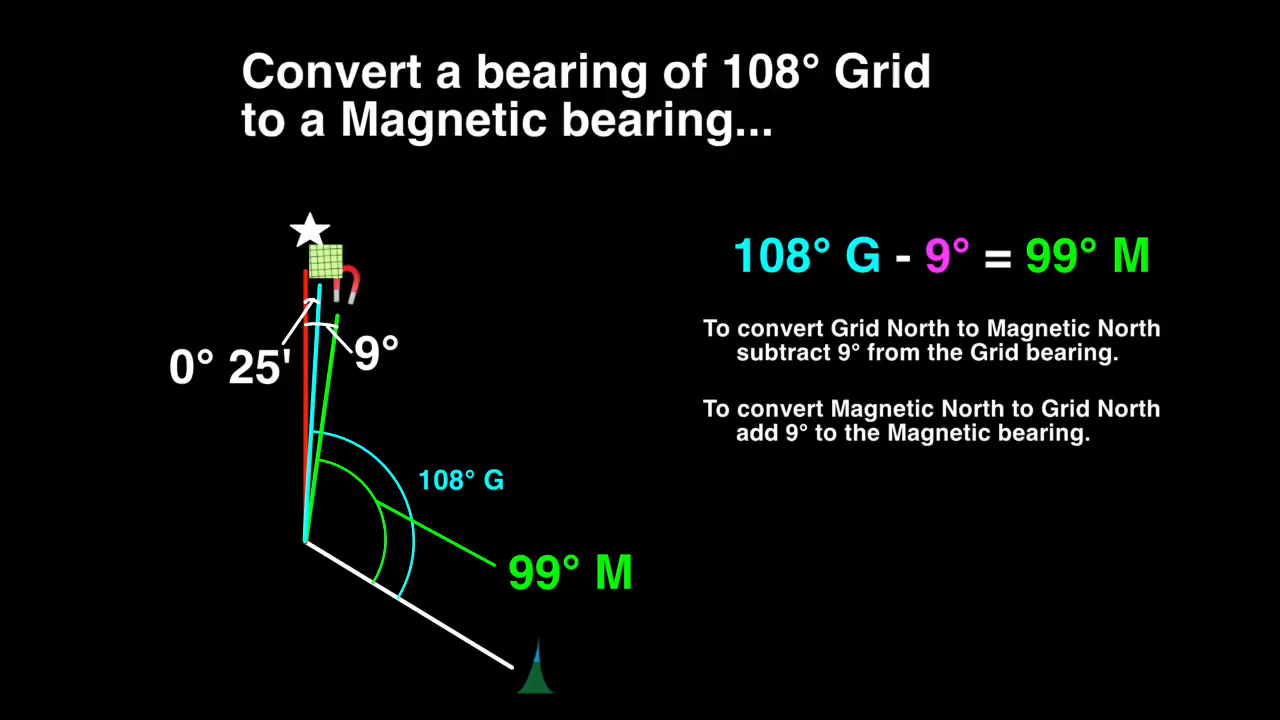 Convert a bearing of 108° Grid
to a Magnetic bearing...
108° G - 9° = 99° M
To convert Grid North to Magnetic North
subtract 9° from the Grid bearing.
To convert Magnetic North to Grid North
add 9° to the Magnetic bearing.
0° 25'
9°
108° G
99° M